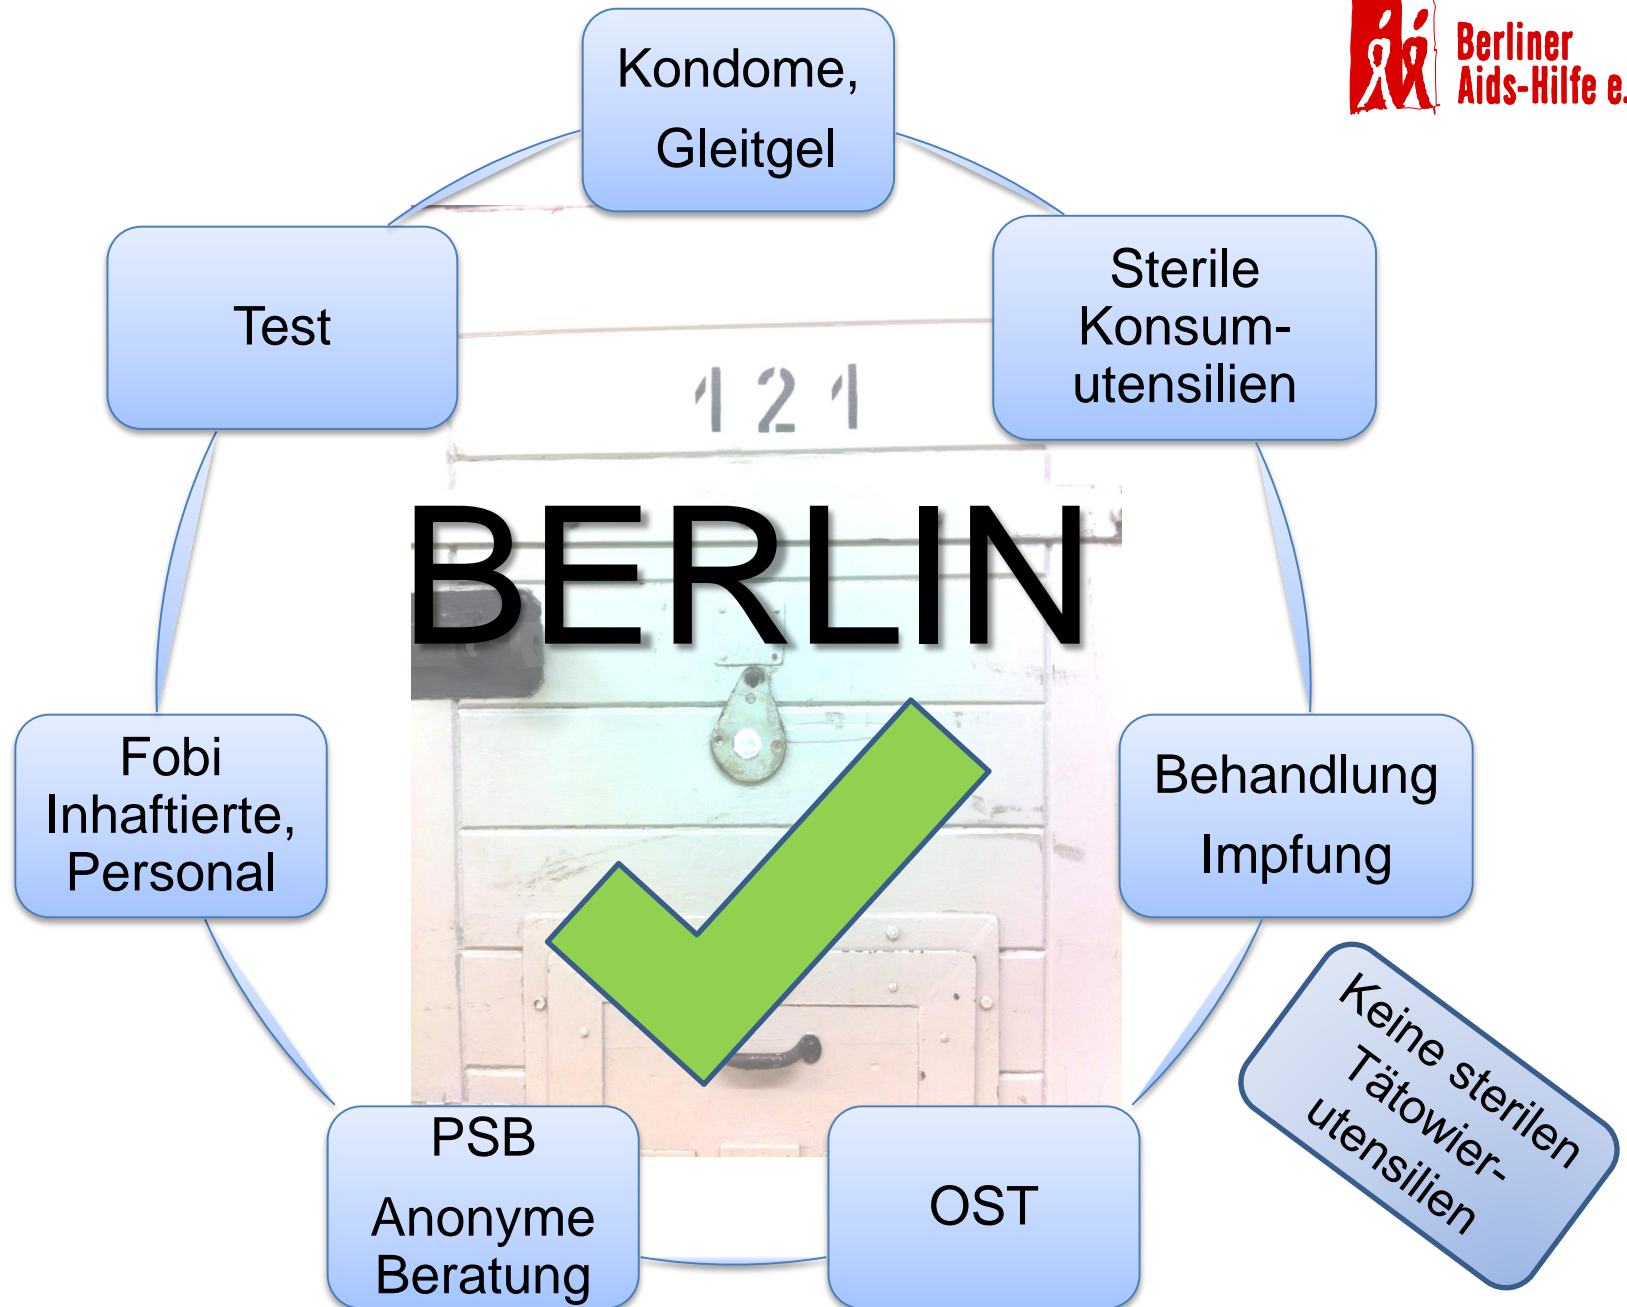 Berliner
Aids-Hilfe e.
Kondome,
Gleitgel
Sterile
Konsum-
utensilien
Behandlung
Impfung
Keine sterilen
Tätowier-
utensilien
OST
PSB
Anonyme
Beratung
Fobi
Inhaftierte,
Personal
Test
121
BERLIN